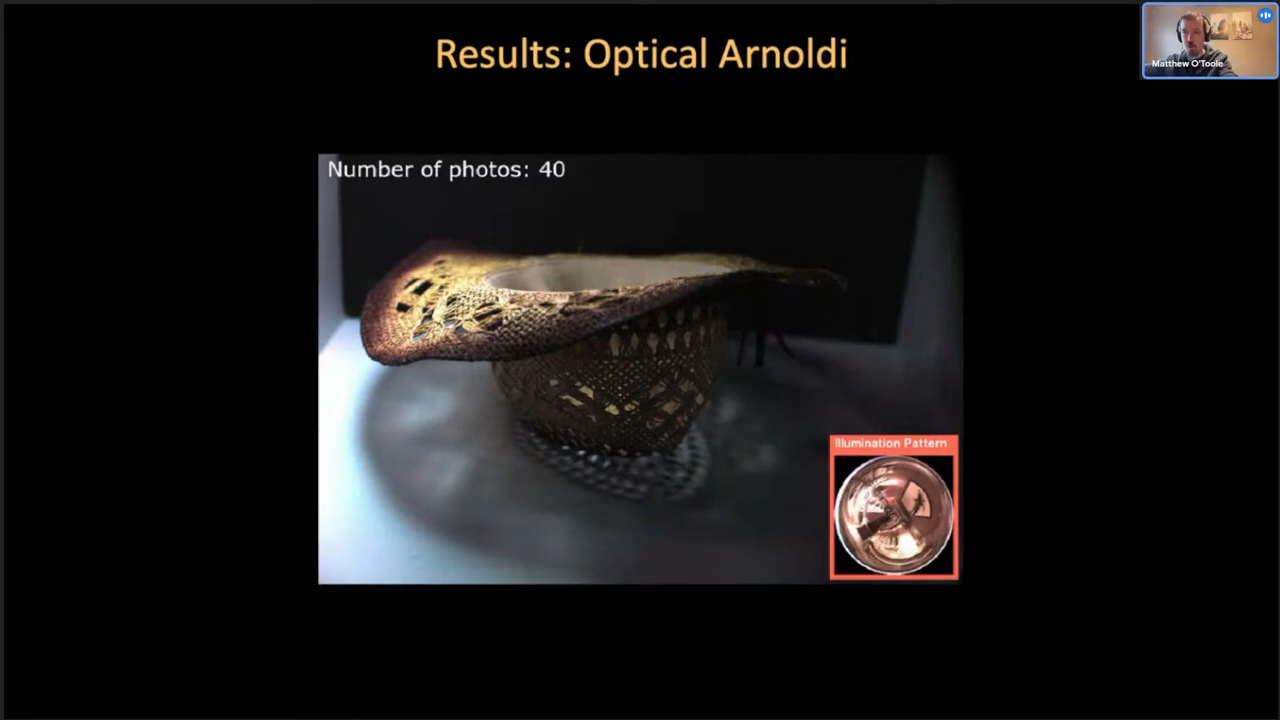 Results: Optical Arnoldi
Matthew O'Toole
Number of photos: 40
Illumination Pattern